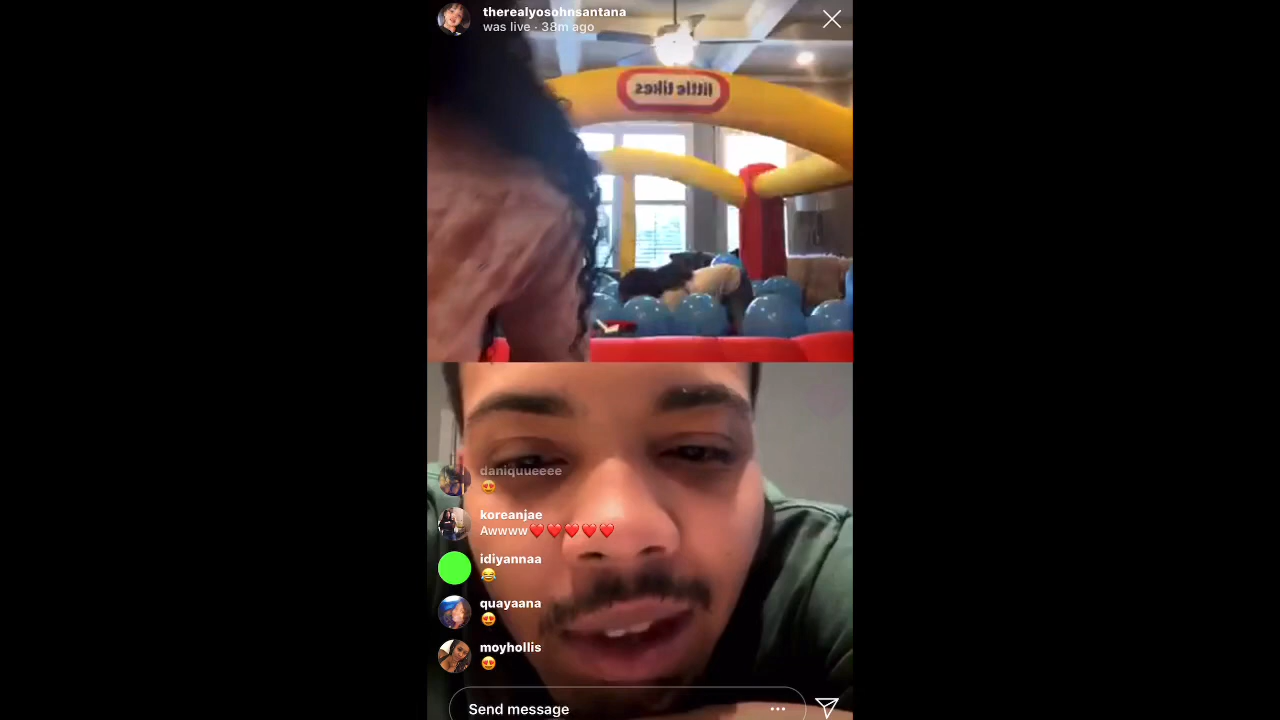 therealyosohnsantana
was live · 38m ago
little tikes
daniquueeee
😍
koreanjae
Awwww❤️❤️❤️❤️❤️
idiyannaa
😂
quayaana
😍
moyhollis
😍
Send message